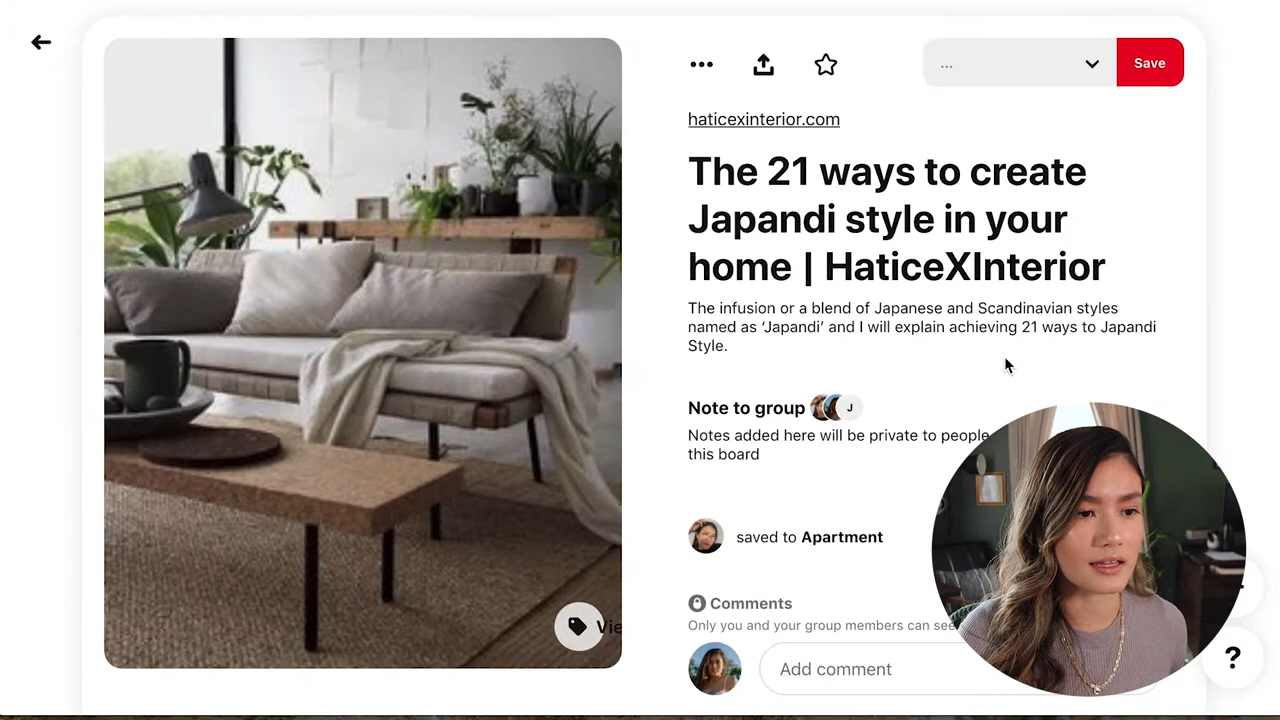 ...
Save
haticexinterior.com
The 21 ways to create
Japandi style in your
home | HaticeXInterior
The infusion or a blend of Japanese and Scandinavian styles
named as ‘Japandi’ and I will explain achieving 21 ways to Japandi
Style.
Note to group
J
Notes added here will be private to people
this board
saved to Apartment
Comments
Only you and your group members can see
Add comment
?